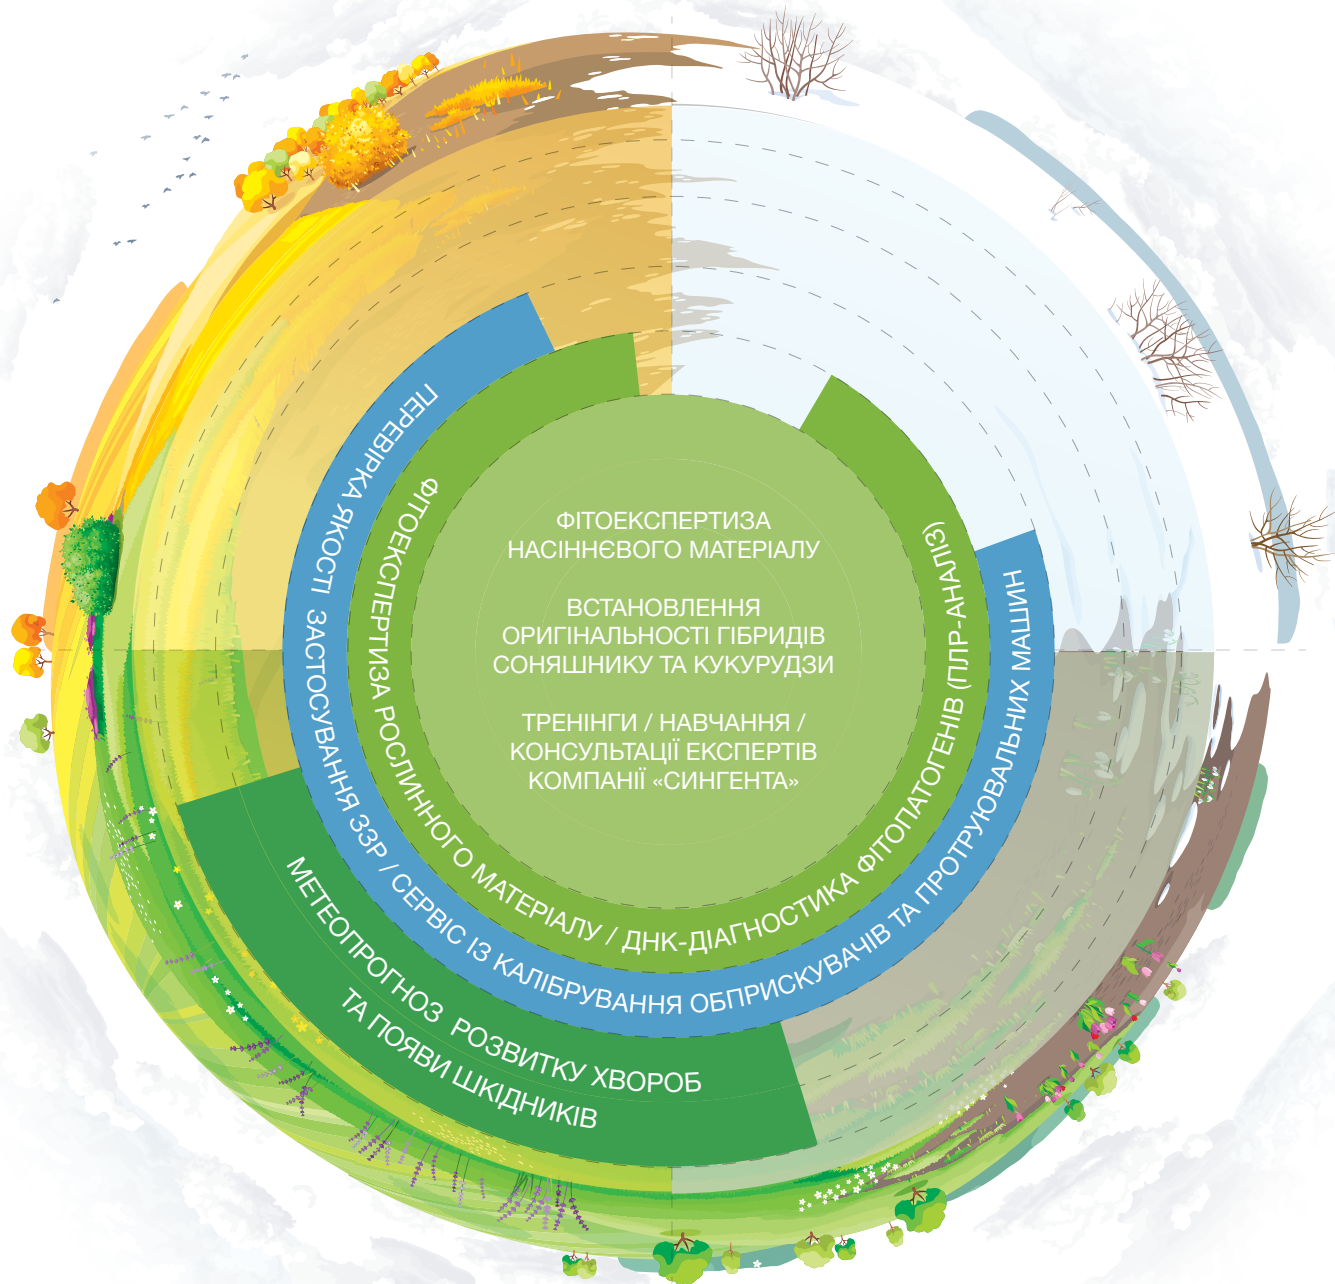 ФІТОЕКСПЕРТИЗА
НАСІННЄВОГО МАТЕРІАЛУ
ВСТАНОВЛЕННЯ
ОРИГІНАЛЬНОСТІ ГІБРИДІВ
СОНЯШНИКУ ТА КУКУРУДЗИ
ТРЕНІНГИ / НАВЧАННЯ /
КОНСУЛЬТАЦІЇ ЕКСПЕРТІВ
КОМПАНІЇ «СИНГЕНТА»
ФІТОЕКСПЕРТИЗА РОСЛИННОГО МАТЕРІАЛУ / ДНК-ДІАГНОСТИКА ФІТОПАТОГЕНІВ (ПЛР-АНАЛІЗ)
ПЕРЕВІРКА ЯКОСТІ ЗАСТОСУВАННЯ ЗЗР / СЕРВІС ІЗ КАЛІБРУВАННЯ ОБПРИСКУВАЧІВ ТА ПРОТРУЮВАЛЬНИХ МАШИН
МЕТЕОПРОГНОЗ РОЗВИТКУ ХВОРОБ
ТА ПОЯВИ ШКІДНИКІВ